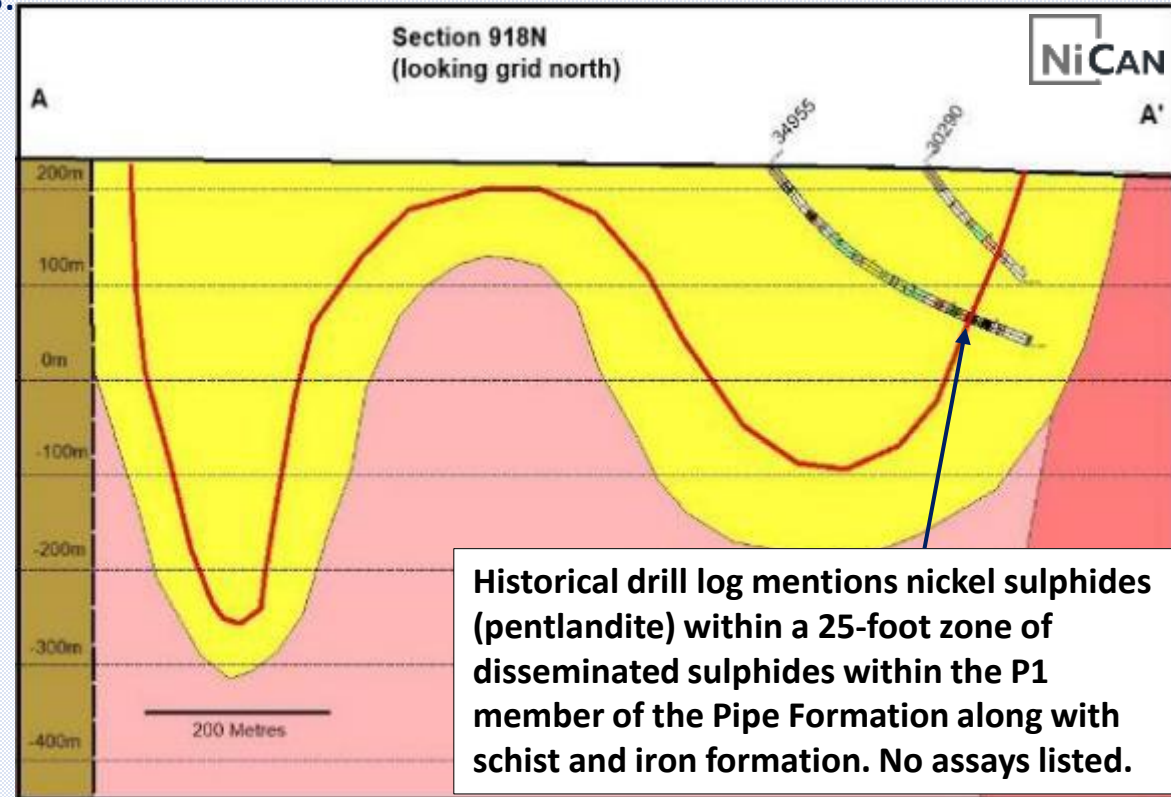 Section 918N
(looking grid north)
NiCAN
A
A'
34955
30290
200m
100m
0m
-100m
-200m
-300m
-400m
200 Metres
Historical drill log mentions nickel sulphides
(pentlandite) within a 25-foot zone of
disseminated sulphides within the P1
member of the Pipe Formation along with
schist and iron formation. No assays listed.